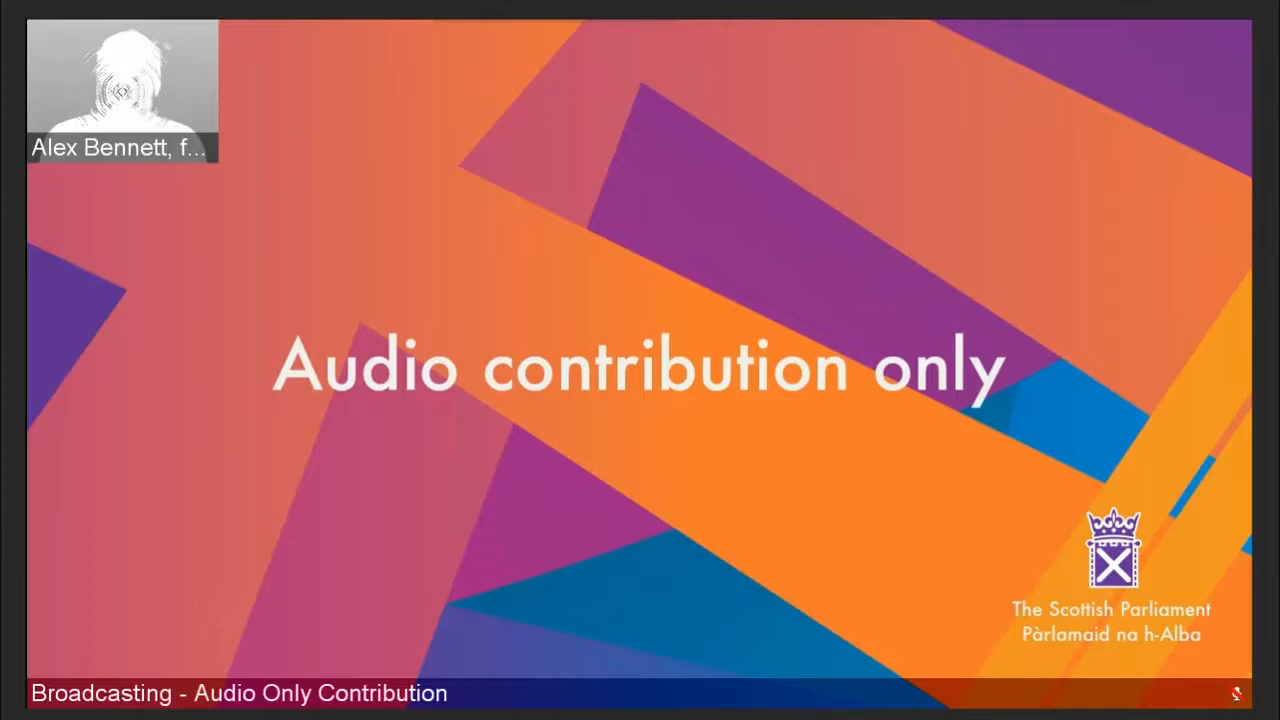 Alex Bennett, f...
Audio contribution only
The Scottish Parliament
Pàrlamaid na h-Alba
Broadcasting - Audio Only Contribution